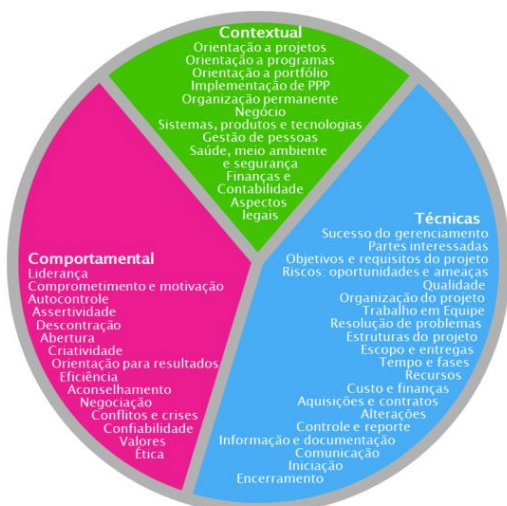 Contextual
Orientação a projetos
Orientação a programas
Orientação a portfólio
Implementação de PPP
Organização permanente
Negócio
Sistemas, produtos e tecnologias
Gestão de pessoas
Saúde, meio ambiente
e segurança
Finanças e
Contabilidade
Aspectos
legais
Comportamental
Liderança
Comprometimento e motivação
Autocontrole
Assertividade
Descontração
Abertura
Criatividade
Orientação para resultados
Eficiência
Aconselhamento
Negociação
Conflitos e crises
Confiabilidade
Valores
Ética
Técnicas
Sucesso do gerenciamento
Partes interessadas
Objetivos e requisitos do projeto
Riscos: oportunidades e ameaças
Qualidade
Organização do projeto
Trabalho em Equipe
Resolução de problemas
Estruturas do projeto
Escopo e entregas
Tempo e fases
Recursos
Custo e finanças
Aquisições e contratos
Alterações
Controle e reporte
Informação e documentação
Comunicação
Iniciação
Encerramento